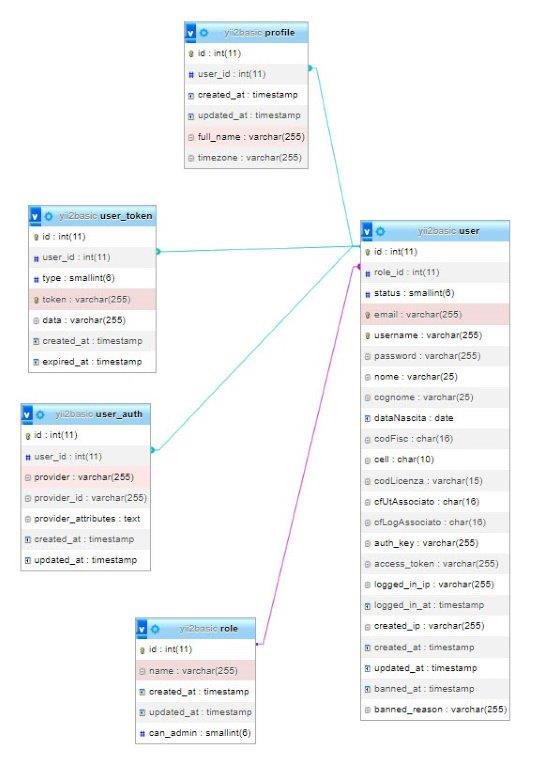 yii2basic profile
id : int(11)
user_id : int(11)
created_at : timestamp
updated_at : timestamp
full_name : varchar(255)
timezone : varchar(255)
yii2basic user_token
id : int(11)
user_id : int(11)
type : smallint(6)
token : varchar(255)
data : varchar(255)
created_at : timestamp
expired_at : timestamp
yii2basic user_auth
id : int(11)
user_id : int(11)
provider : varchar(255)
provider_id : varchar(255)
provider_attributes : text
created_at : timestamp
updated_at : timestamp
yii2basic role
id : int(11)
name : varchar(255)
created_at : timestamp
updated_at : timestamp
can_admin : smallint(6)
yii2basic user
id : int(11)
role_id : int(11)
status : smallint(6)
email : varchar(255)
username : varchar(255)
password : varchar(255)
nome : varchar(25)
cognome : varchar(25)
dataNascita : date
codFisc : char(16)
cell : char(10)
codLicenza : varchar(15)
cfUtAssociato : char(16)
cfLogAssociato : char(16)
auth_key : varchar(255)
access_token : varchar(255)
logged_in_ip : varchar(255)
logged_in_at : timestamp
created_ip : varchar(255)
created_at : timestamp
updated_at : timestamp
banned_at : timestamp
banned_reason : varchar(255)